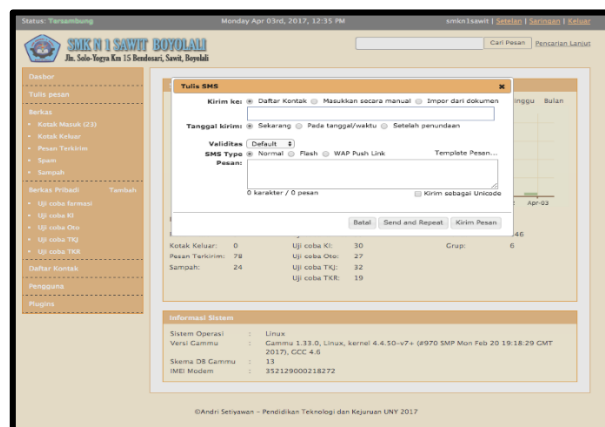 Status: Tersambung
Monday Apr 03rd, 2017, 12:35 PM
smkn1sawit | Setelan | Saringan | Keluar
SMK N 1 SAWIT BOYOLALI
Jln. Solo-Yogya Km 15 Bendosari, Sawit, Boyolali
Cari Pesan
Pencarian Lanjut
Dasbor
Tulis pesan
Berkas
Kotak Masuk (23)
Kotak Keluar
Pesan Terkirim
Spam
Sampah
Berkas Pribadi Tambah
Uji coba farmasi
Uji coba KI
Uji coba Oto
Uji coba TKJ
Uji coba TKR
Daftar Kontak
Pengguna
Plugins
Tulis SMS
Kirim ke: Daftar Kontak Masukkan secara manual Impor dari dokumen
Tanggal kirim: Sekarang Pada tanggal/waktu Setelah penundaan
Validitas Default
SMS Type Normal Flash WAP Push Link Template Pesan...
Pesan:
0 karakter / 0 pesan Kirim sebagai Unicode
Batal Send and Repeat Kirim Pesan
inggu Bulan
Apr-02
46
Kotak Keluar: 0 Uji coba KI: 30 Grup: 6
Pesan Terkirim: 78 Uji coba Oto: 27
Sampah: 24 Uji coba TKJ: 32
Uji coba TKR: 19
Informasi Sistem
Sistem Operasi : Linux
Versi Gammu : Gammu 1.33.0, Linux, kernel 4.4.50-v7+ (#970 SMP Mon Feb 20 19:18:29 GMT
2017), GCC 4.6
Skema DB Gammu : 13
IMEI Modem : 352129000218272
©Andri Setiyawan - Pendidikan Teknologi dan Kejuruan UNY 2017